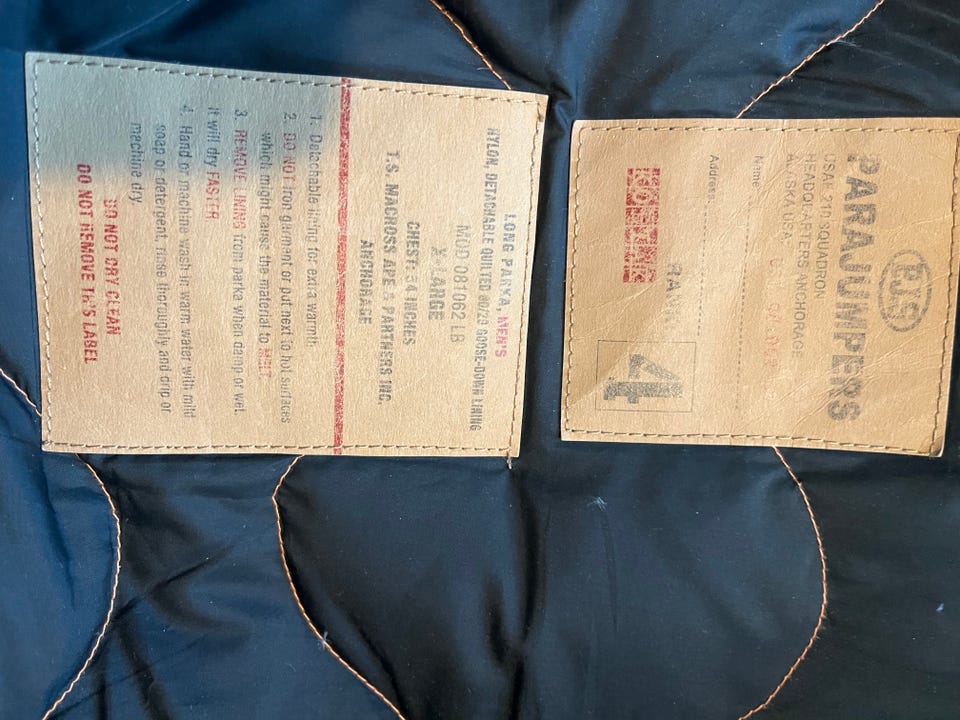 PJS
PARAJUMPERS
USAF 210 SQUADRON
HEADQUARTERS ANCHORAGE
ALASKA USA
Name:
Address:
RANK
4
LONG PARKA, MEN'S
NYLON, DETACHABLE QUILTED 80/20 GOOSE-DOWN LINING
MOD 081062 LB
X LARGE
CHEST: 54 INCHES
T.S. MACROSS APE & PARTNERS INC.
ANCHORAGE
1. Detachable lining for extra warmth
2. DO NOT iron garment or put next to hot surfaces
which might cause the material to MELT.
3. REMOVE LINING from parka when damp or wet.
It will dry FASTER
4. Hand or machine wash in warm water with mild
soap or detergent, rinse thoroughly and drip or
machine dry.
DO NOT DRY CLEAN
DO NOT REMOVE THIS LABEL